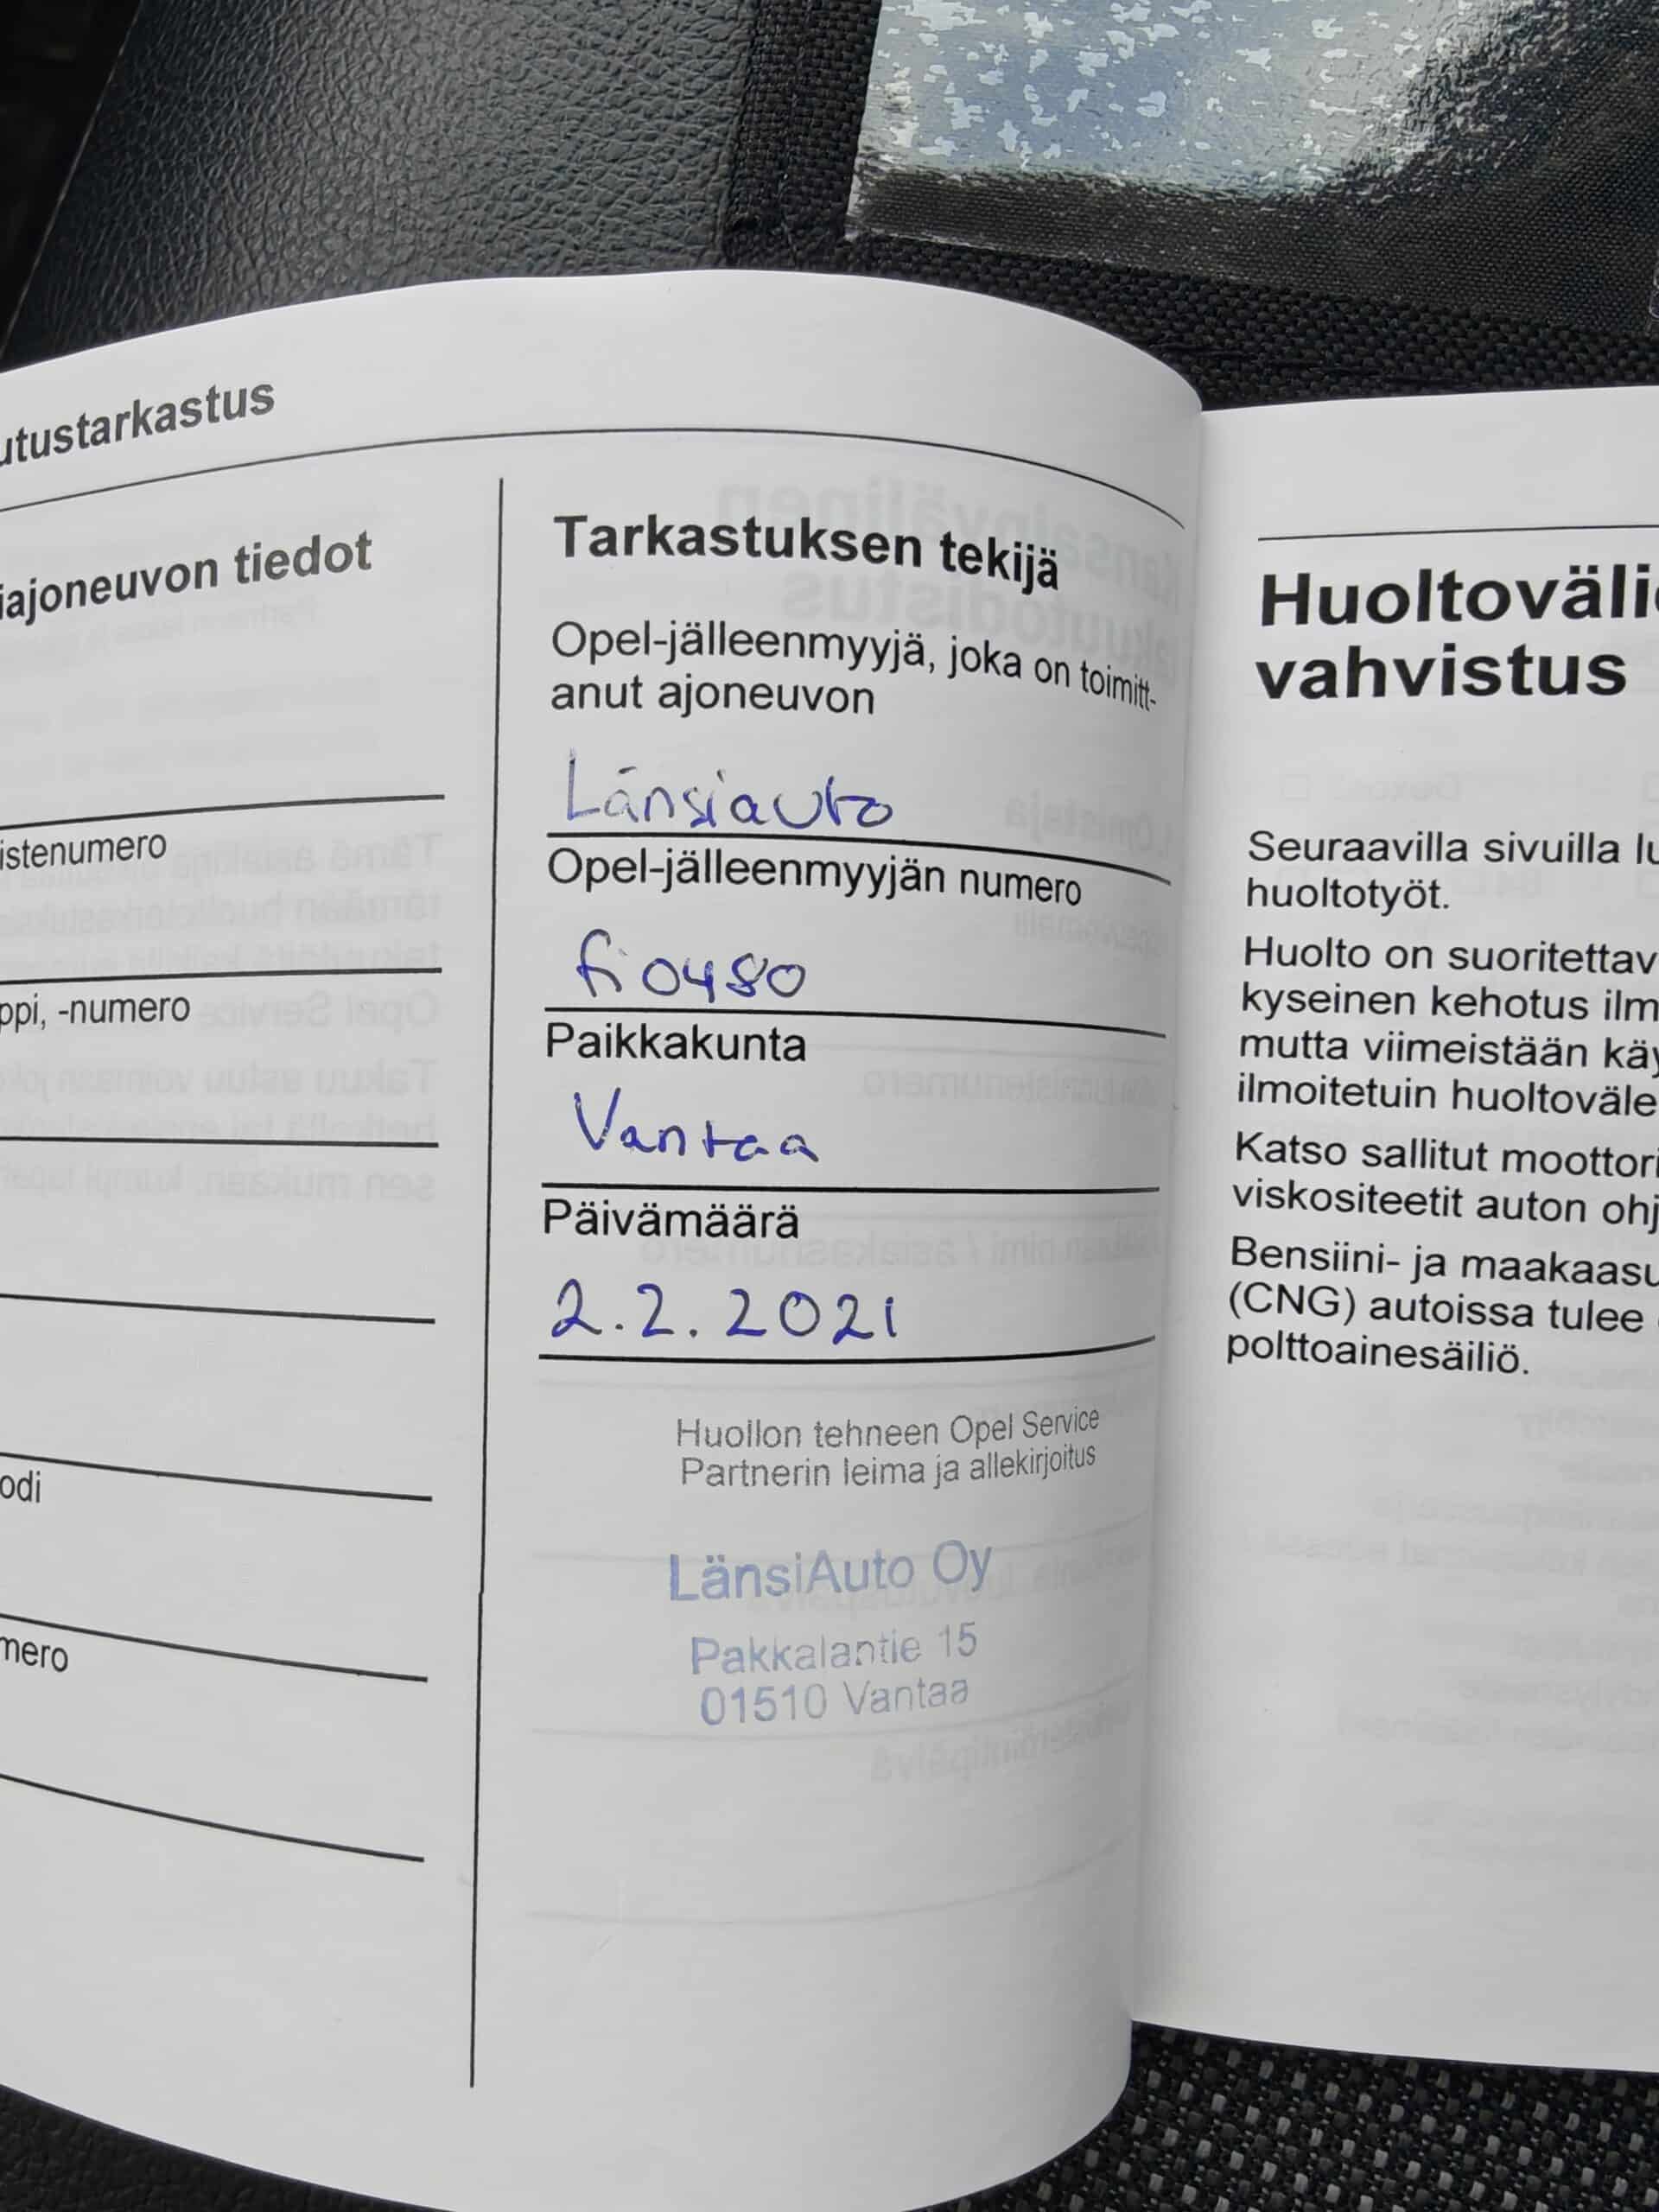 utustarkastus
iajoneuvon tiedot
istenumero
ppi, -numero
odi
mero
Tarkastuksen tekijä
Opel-jälleenmyyjä, joka on toimitt-
anut ajoneuvon
Länsiauto
Opel-jälleenmyyjän numero
fi0480
Paikkakunta
Vantaa
Päivämäärä
2.2.2021
Huollon tehneen Opel Service
Partnerin leima ja allekirjoitus
LänsiAuto Oy
Pakkalantie 15
01510 Vantaa
Huoltoväli
vahvistus
Seuraavilla sivuilla lu
huoltotyöt.
Huolto on suoritettav
kyseinen kehotus ilm
mutta viimeistään käy
ilmoitetuin huoltoväle
Katso sallitut moottori
viskositeetit auton ohj
Bensiini- ja maakaasu
(CNG) autoissa tulee
polttoainesäiliö.